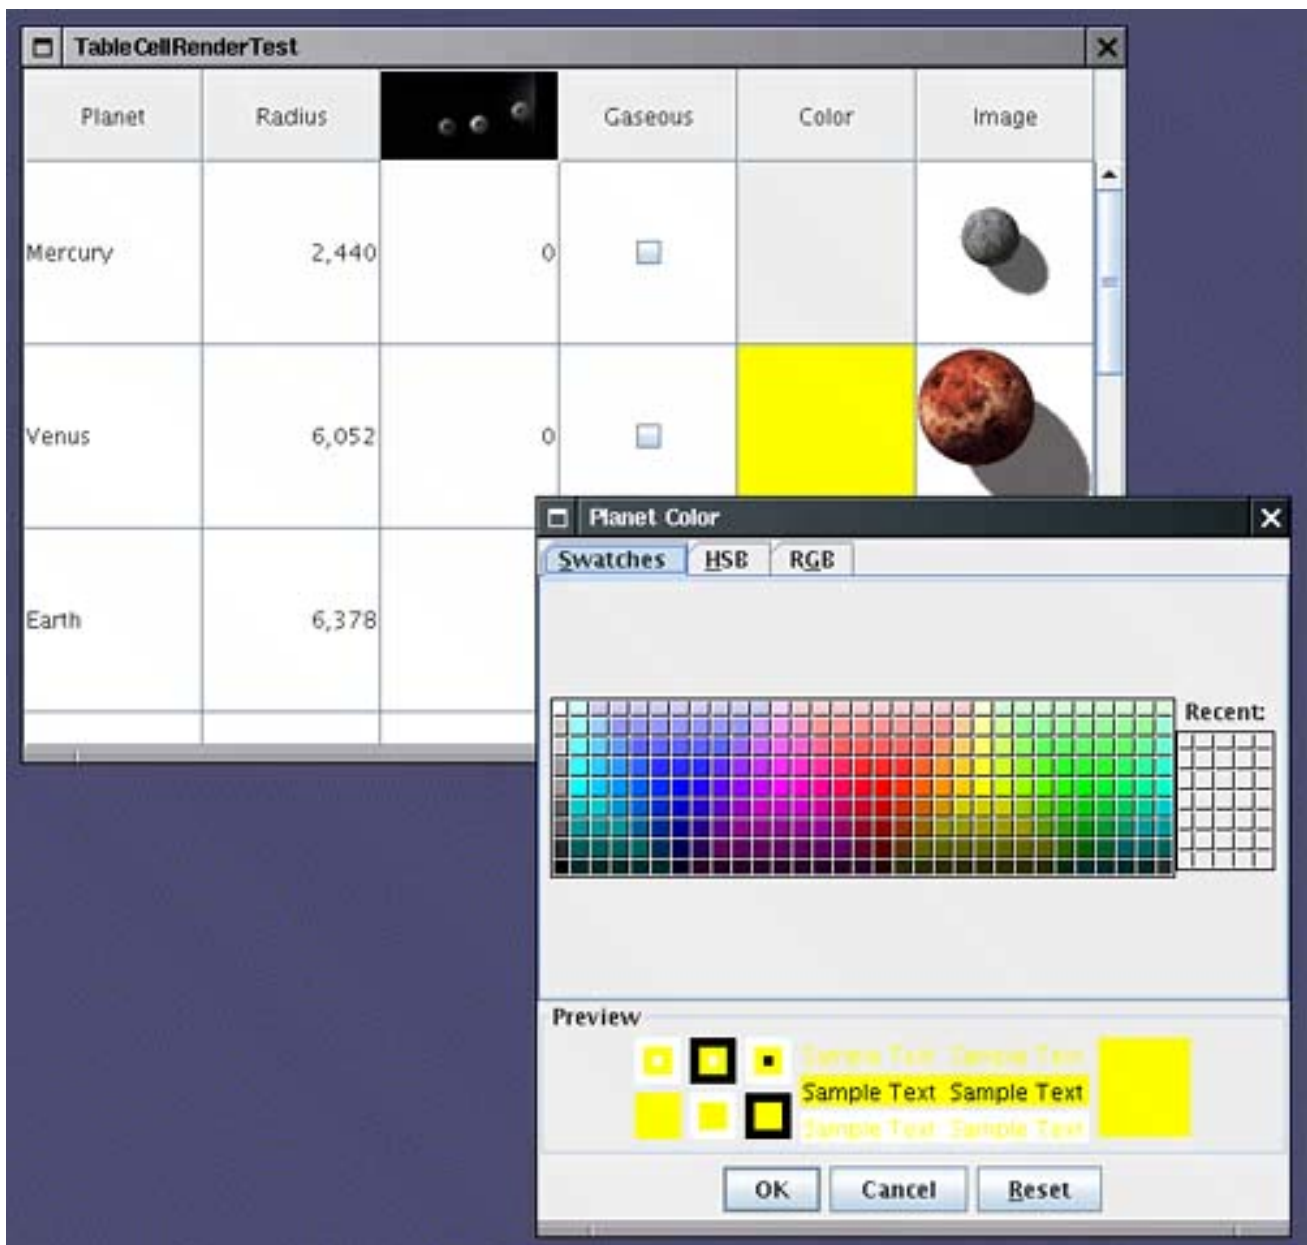 TableCellRenderTest
Planet Radius Gaseous Color Image
Mercury 2,440 0
Venus 6,052 0
Earth 6,378
Planet Color
Swatches HSB RGB
Recent:
Preview
Sample Text Sample Text
Sample Text Sample Text
Sample Text Sample Text
OK Cancel Reset